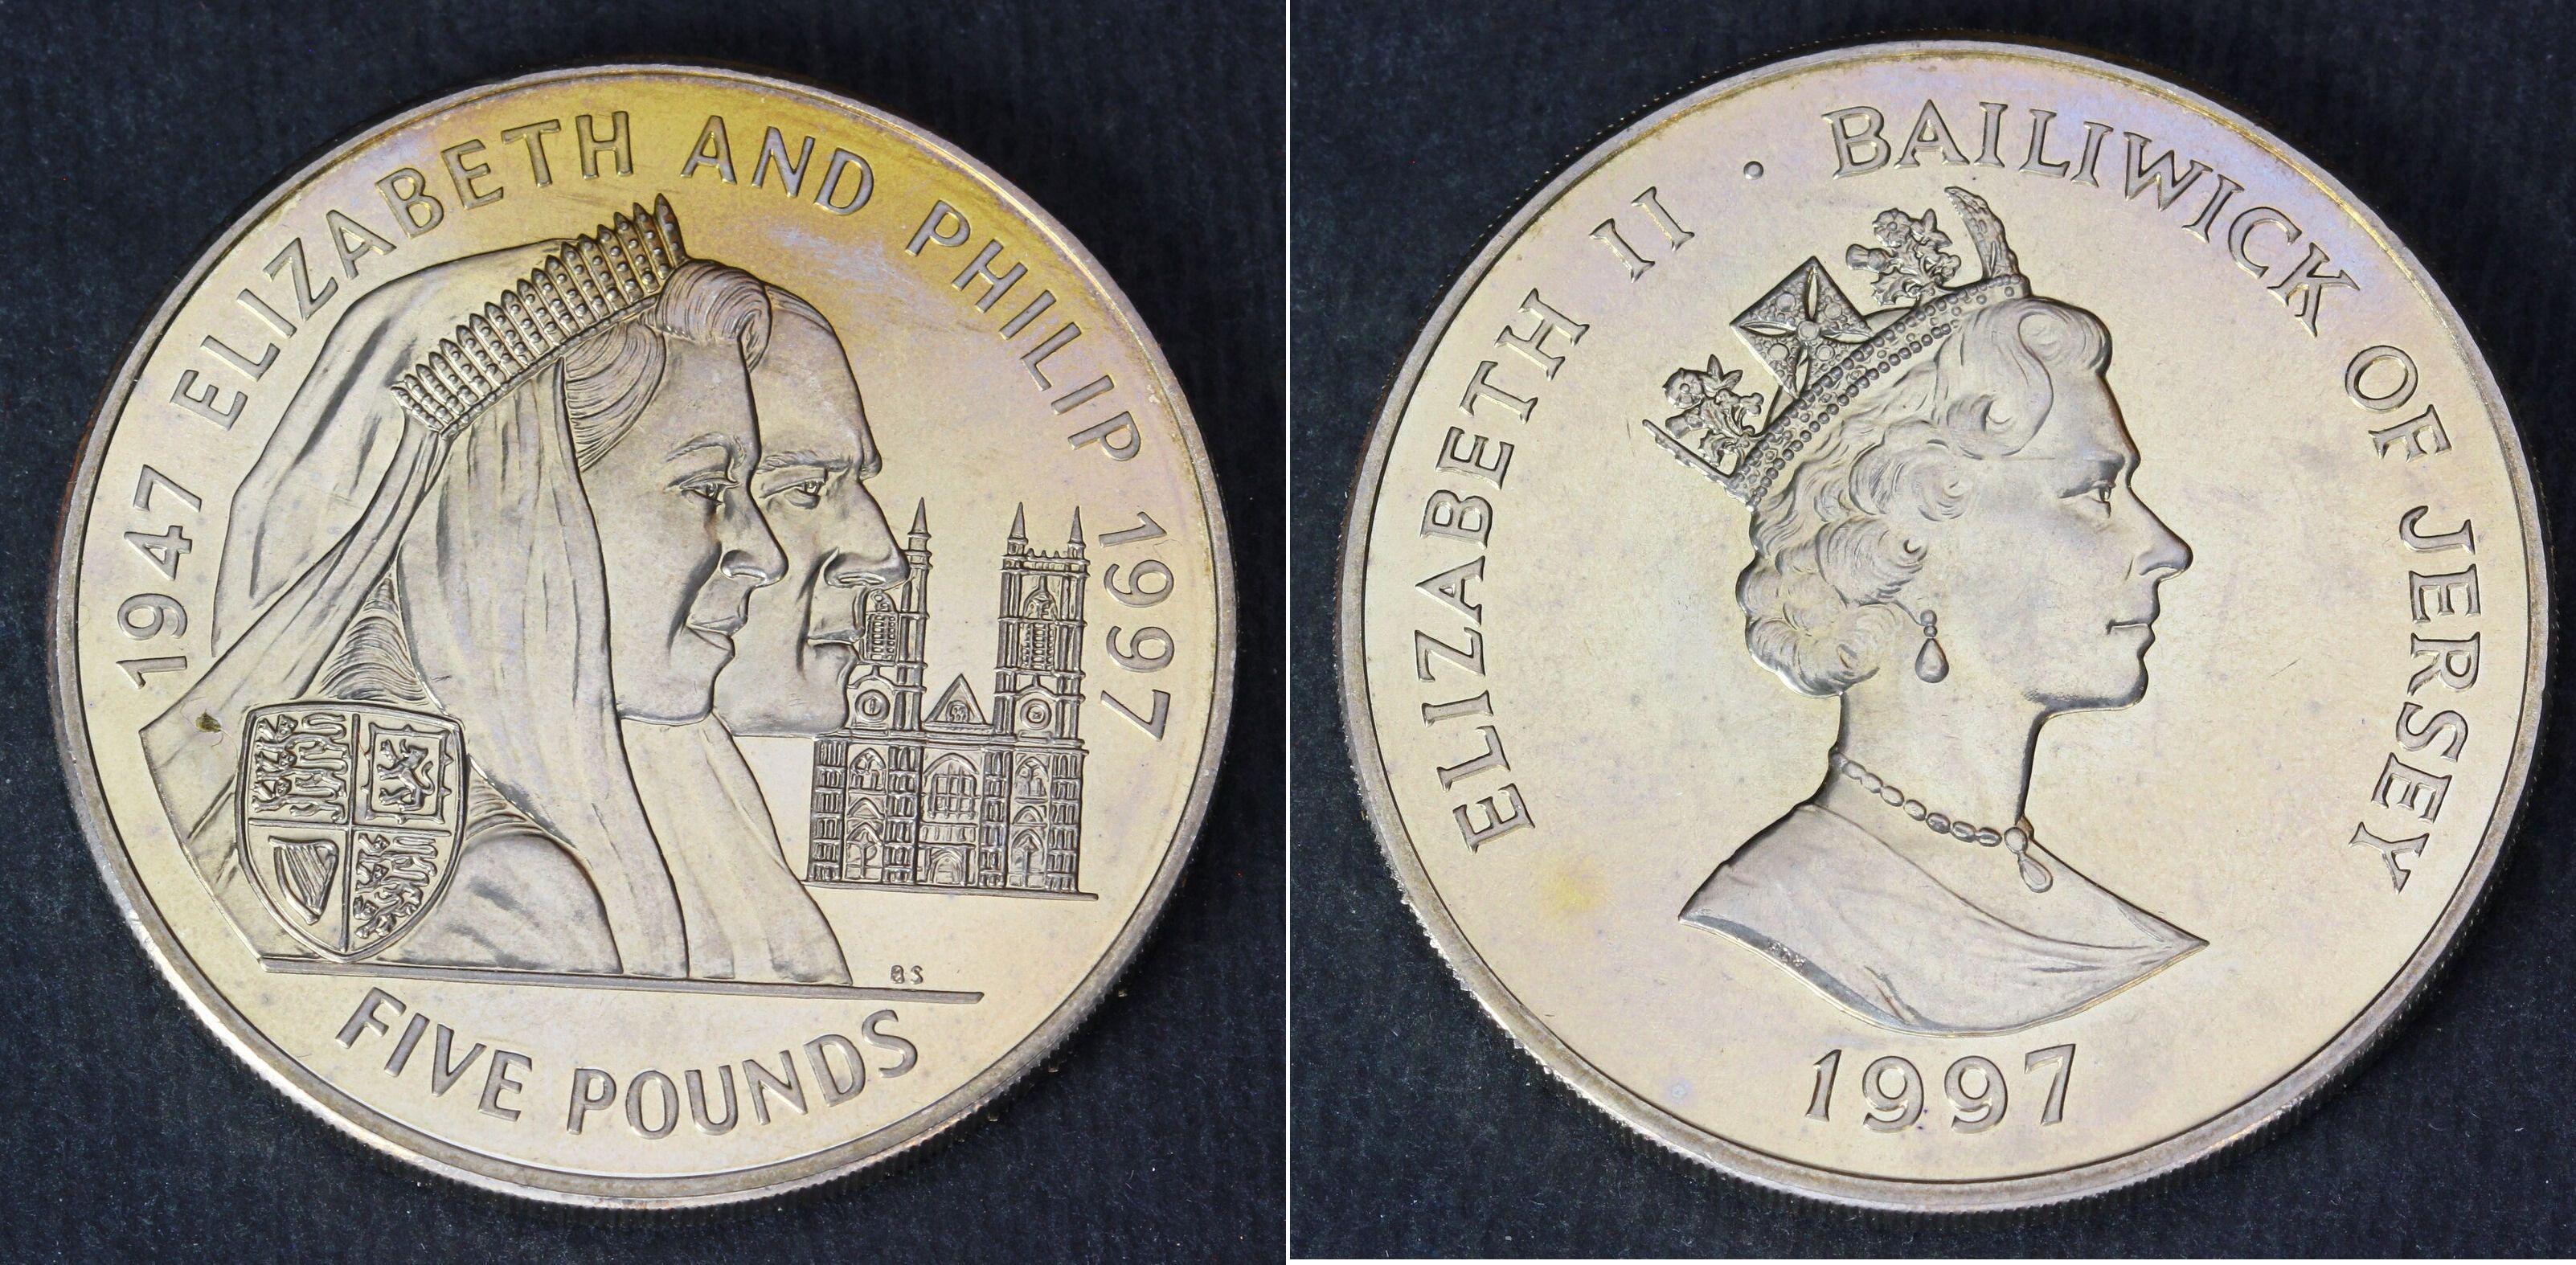 1947 ELIZABETH AND PHILIP 1997
BS
FIVE POUNDS
ELIZABETH II · BAILIWICK OF JERSEY
1997